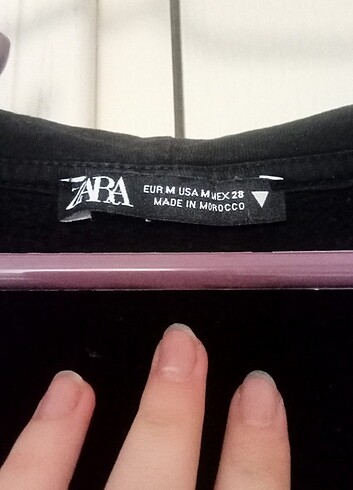 ZARA
EUR M USA M MEX 28
MADE IN MOROCCO